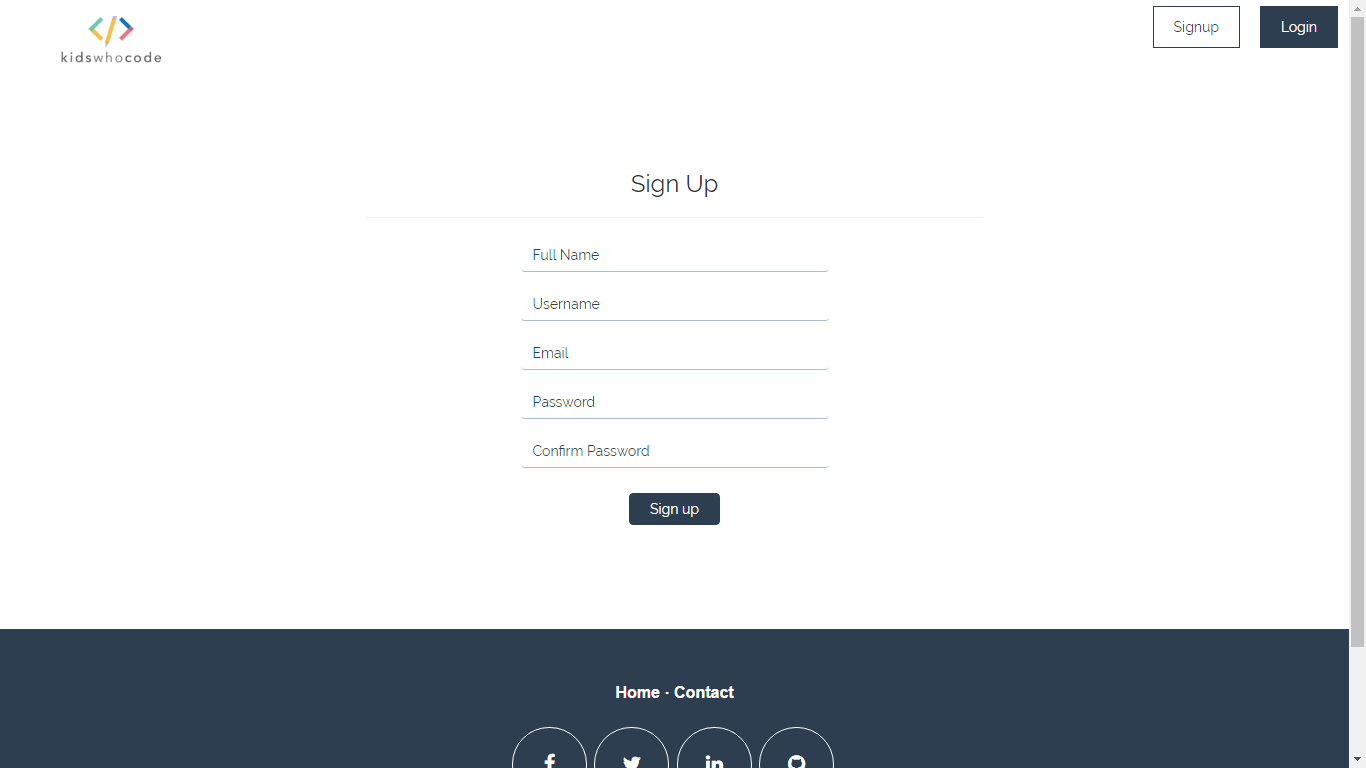 kidswhocode
Signup
Login
Sign Up
Full Name
Username
Email
Password
Confirm Password
Sign up
Home - Contact